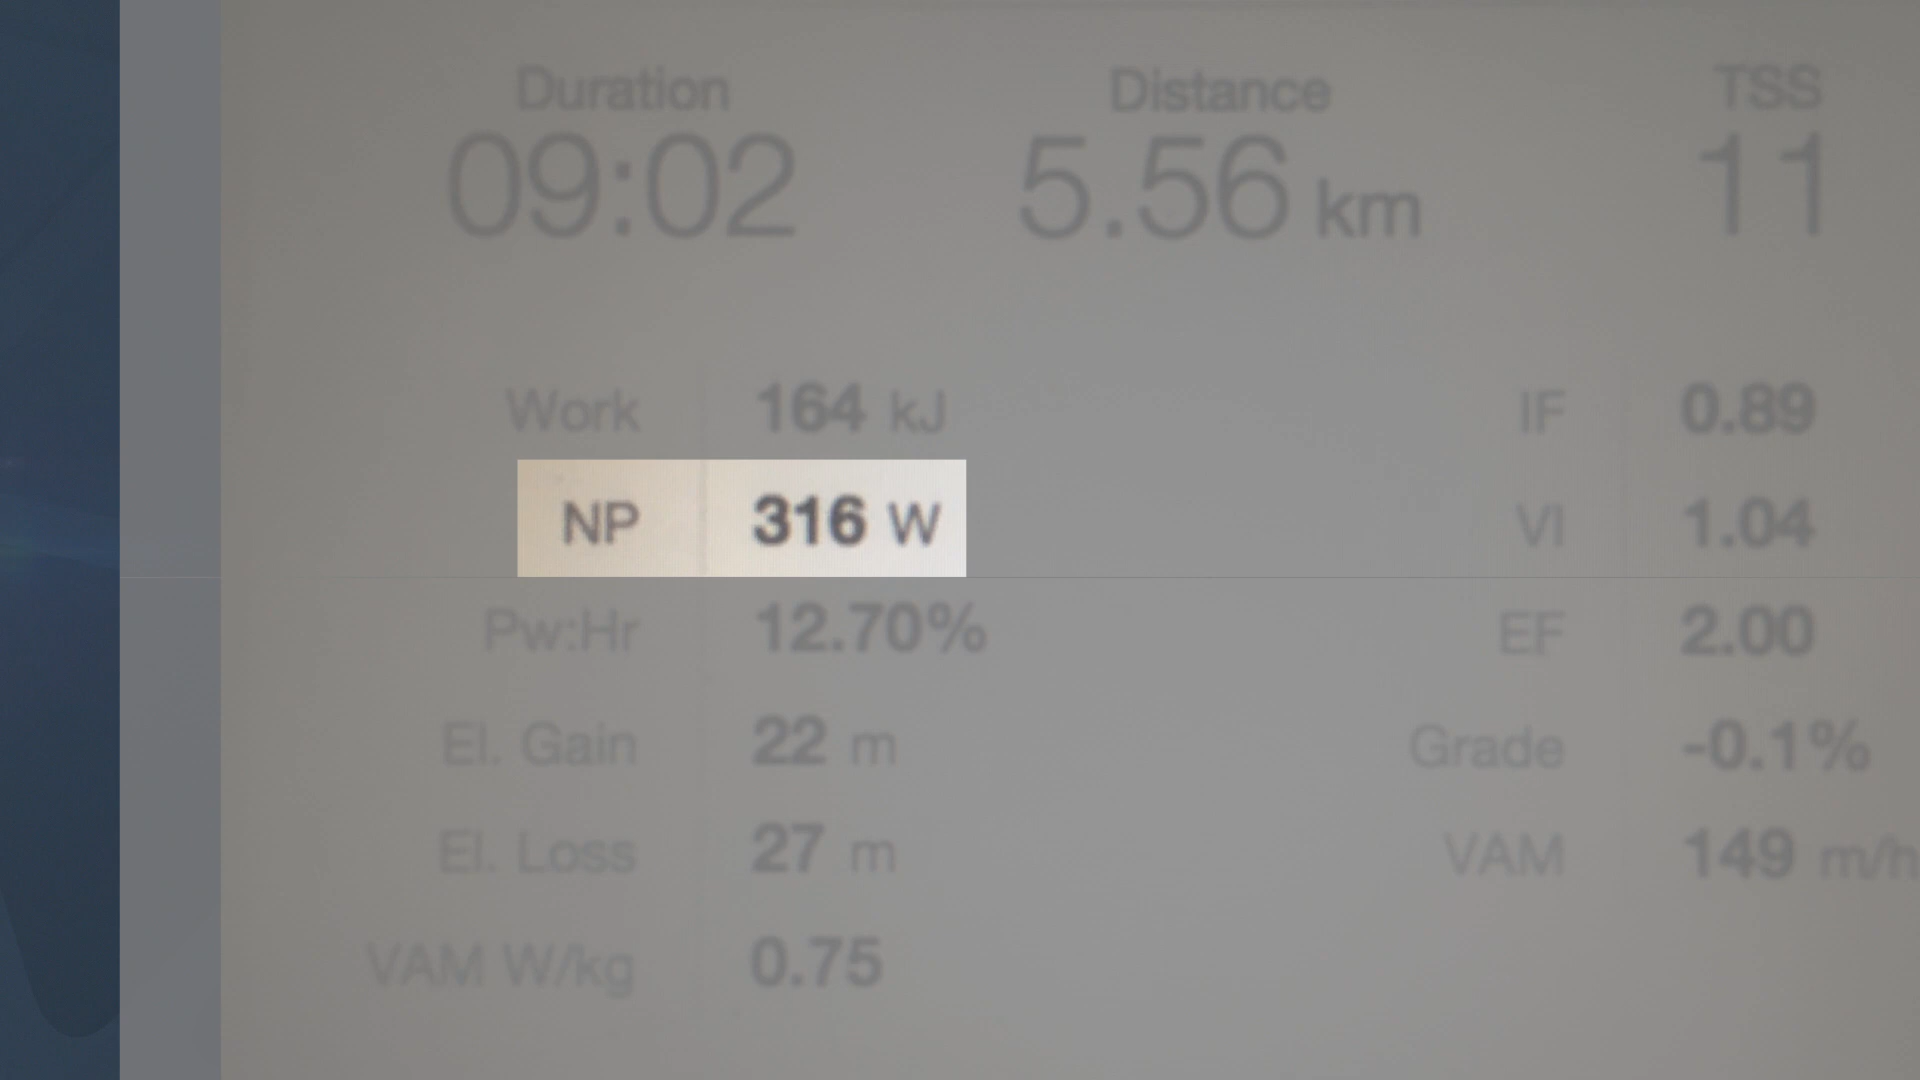 Duration Distance TSS
09:02 5.56 km 11
Work 164 kJ IF 0.89
NP 316 W VI 1.04
Pw:Hr 12.70% EF 2.00
El. Gain 22 m Grade -0.1%
El. Loss 27 m VAM 149 m/h
VAM W/kg 0.75